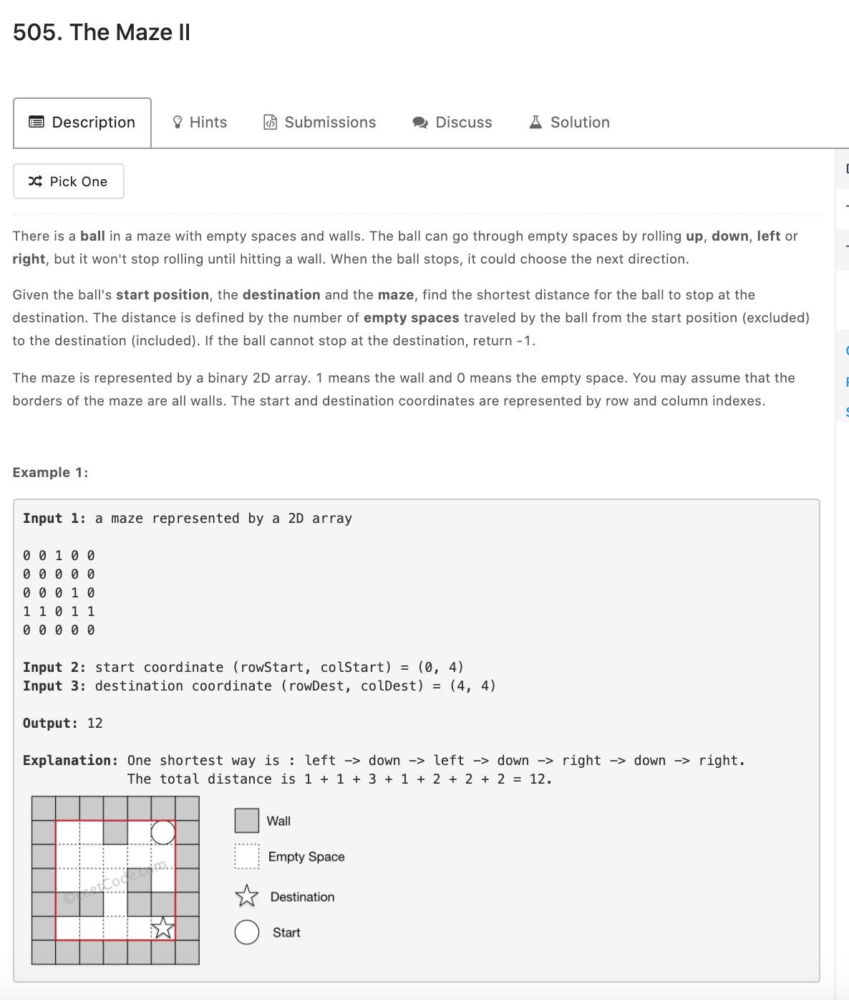 505. The Maze II
Description
Hints
Submissions
Discuss
Solution
Pick One
There is a ball in a maze with empty spaces and walls. The ball can go through empty spaces by rolling up, down, left or
right, but it won't stop rolling until hitting a wall. When the ball stops, it could choose the next direction.
Given the ball's start position, the destination and the maze, find the shortest distance for the ball to stop at the
destination. The distance is defined by the number of empty spaces traveled by the ball from the start position (excluded)
to the destination (included). If the ball cannot stop at the destination, return -1.
The maze is represented by a binary 2D array. 1 means the wall and 0 means the empty space. You may assume that the
borders of the maze are all walls. The start and destination coordinates are represented by row and column indexes.
Example 1:
Input 1: a maze represented by a 2D array
0 0 1 0 0
0 0 0 0 0
0 0 0 1 0
1 1 0 1 1
0 0 0 0 0
Input 2: start coordinate (rowStart, colStart) = (0, 4)
Input 3: destination coordinate (rowDest, colDest) = (4, 4)
Output: 12
Explanation: One shortest way is : left -> down -> left -> down -> right -> down -> right.
The total distance is 1 + 1 + 3 + 1 + 2 + 2 + 2 = 12.
©LeetCode.com
Wall
Empty Space
Destination
Start